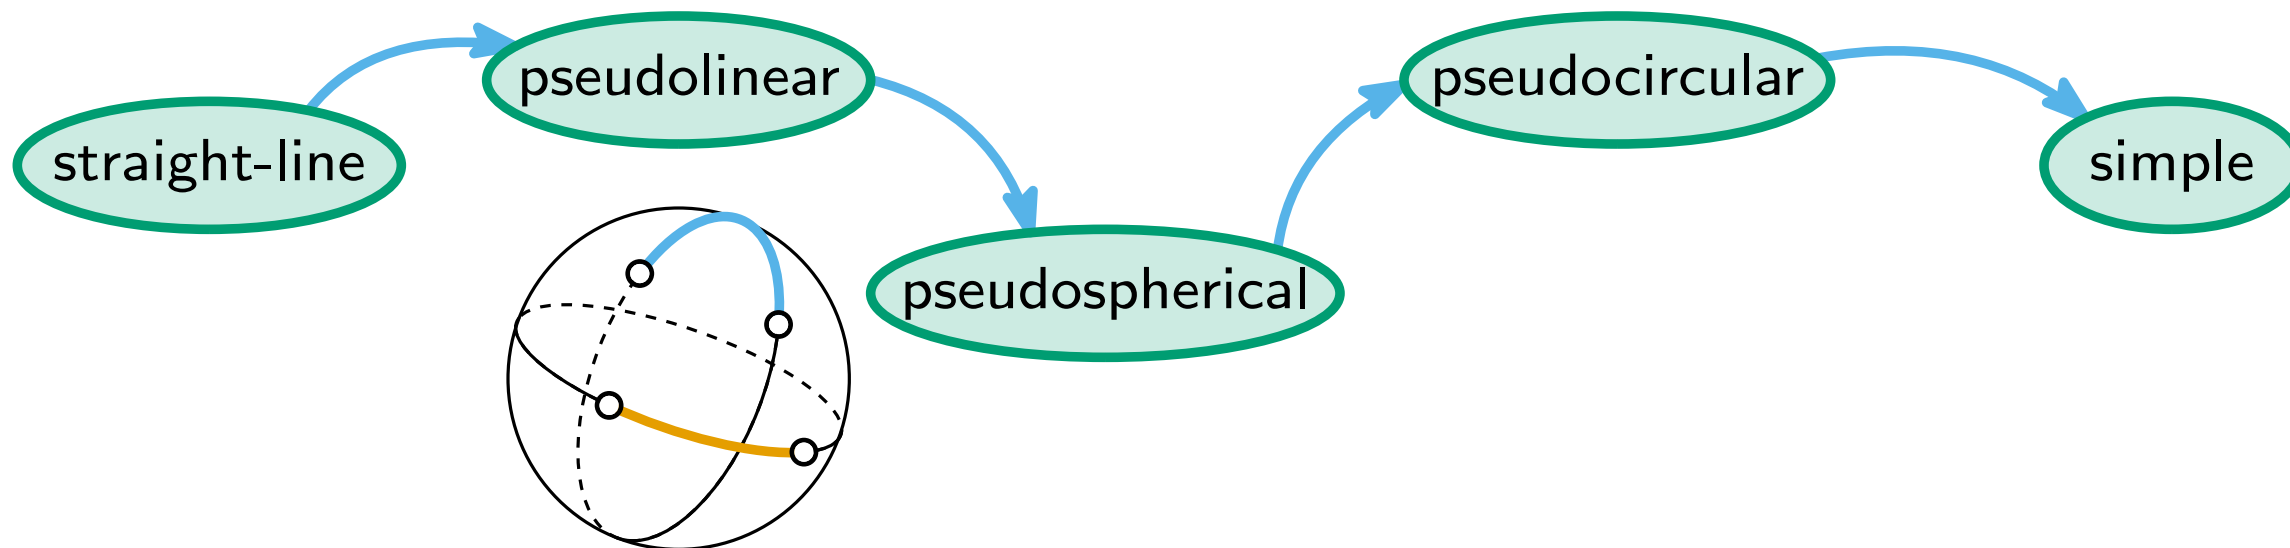 straight-line
pseudolinear
pseudospherical
pseudocircular
simple